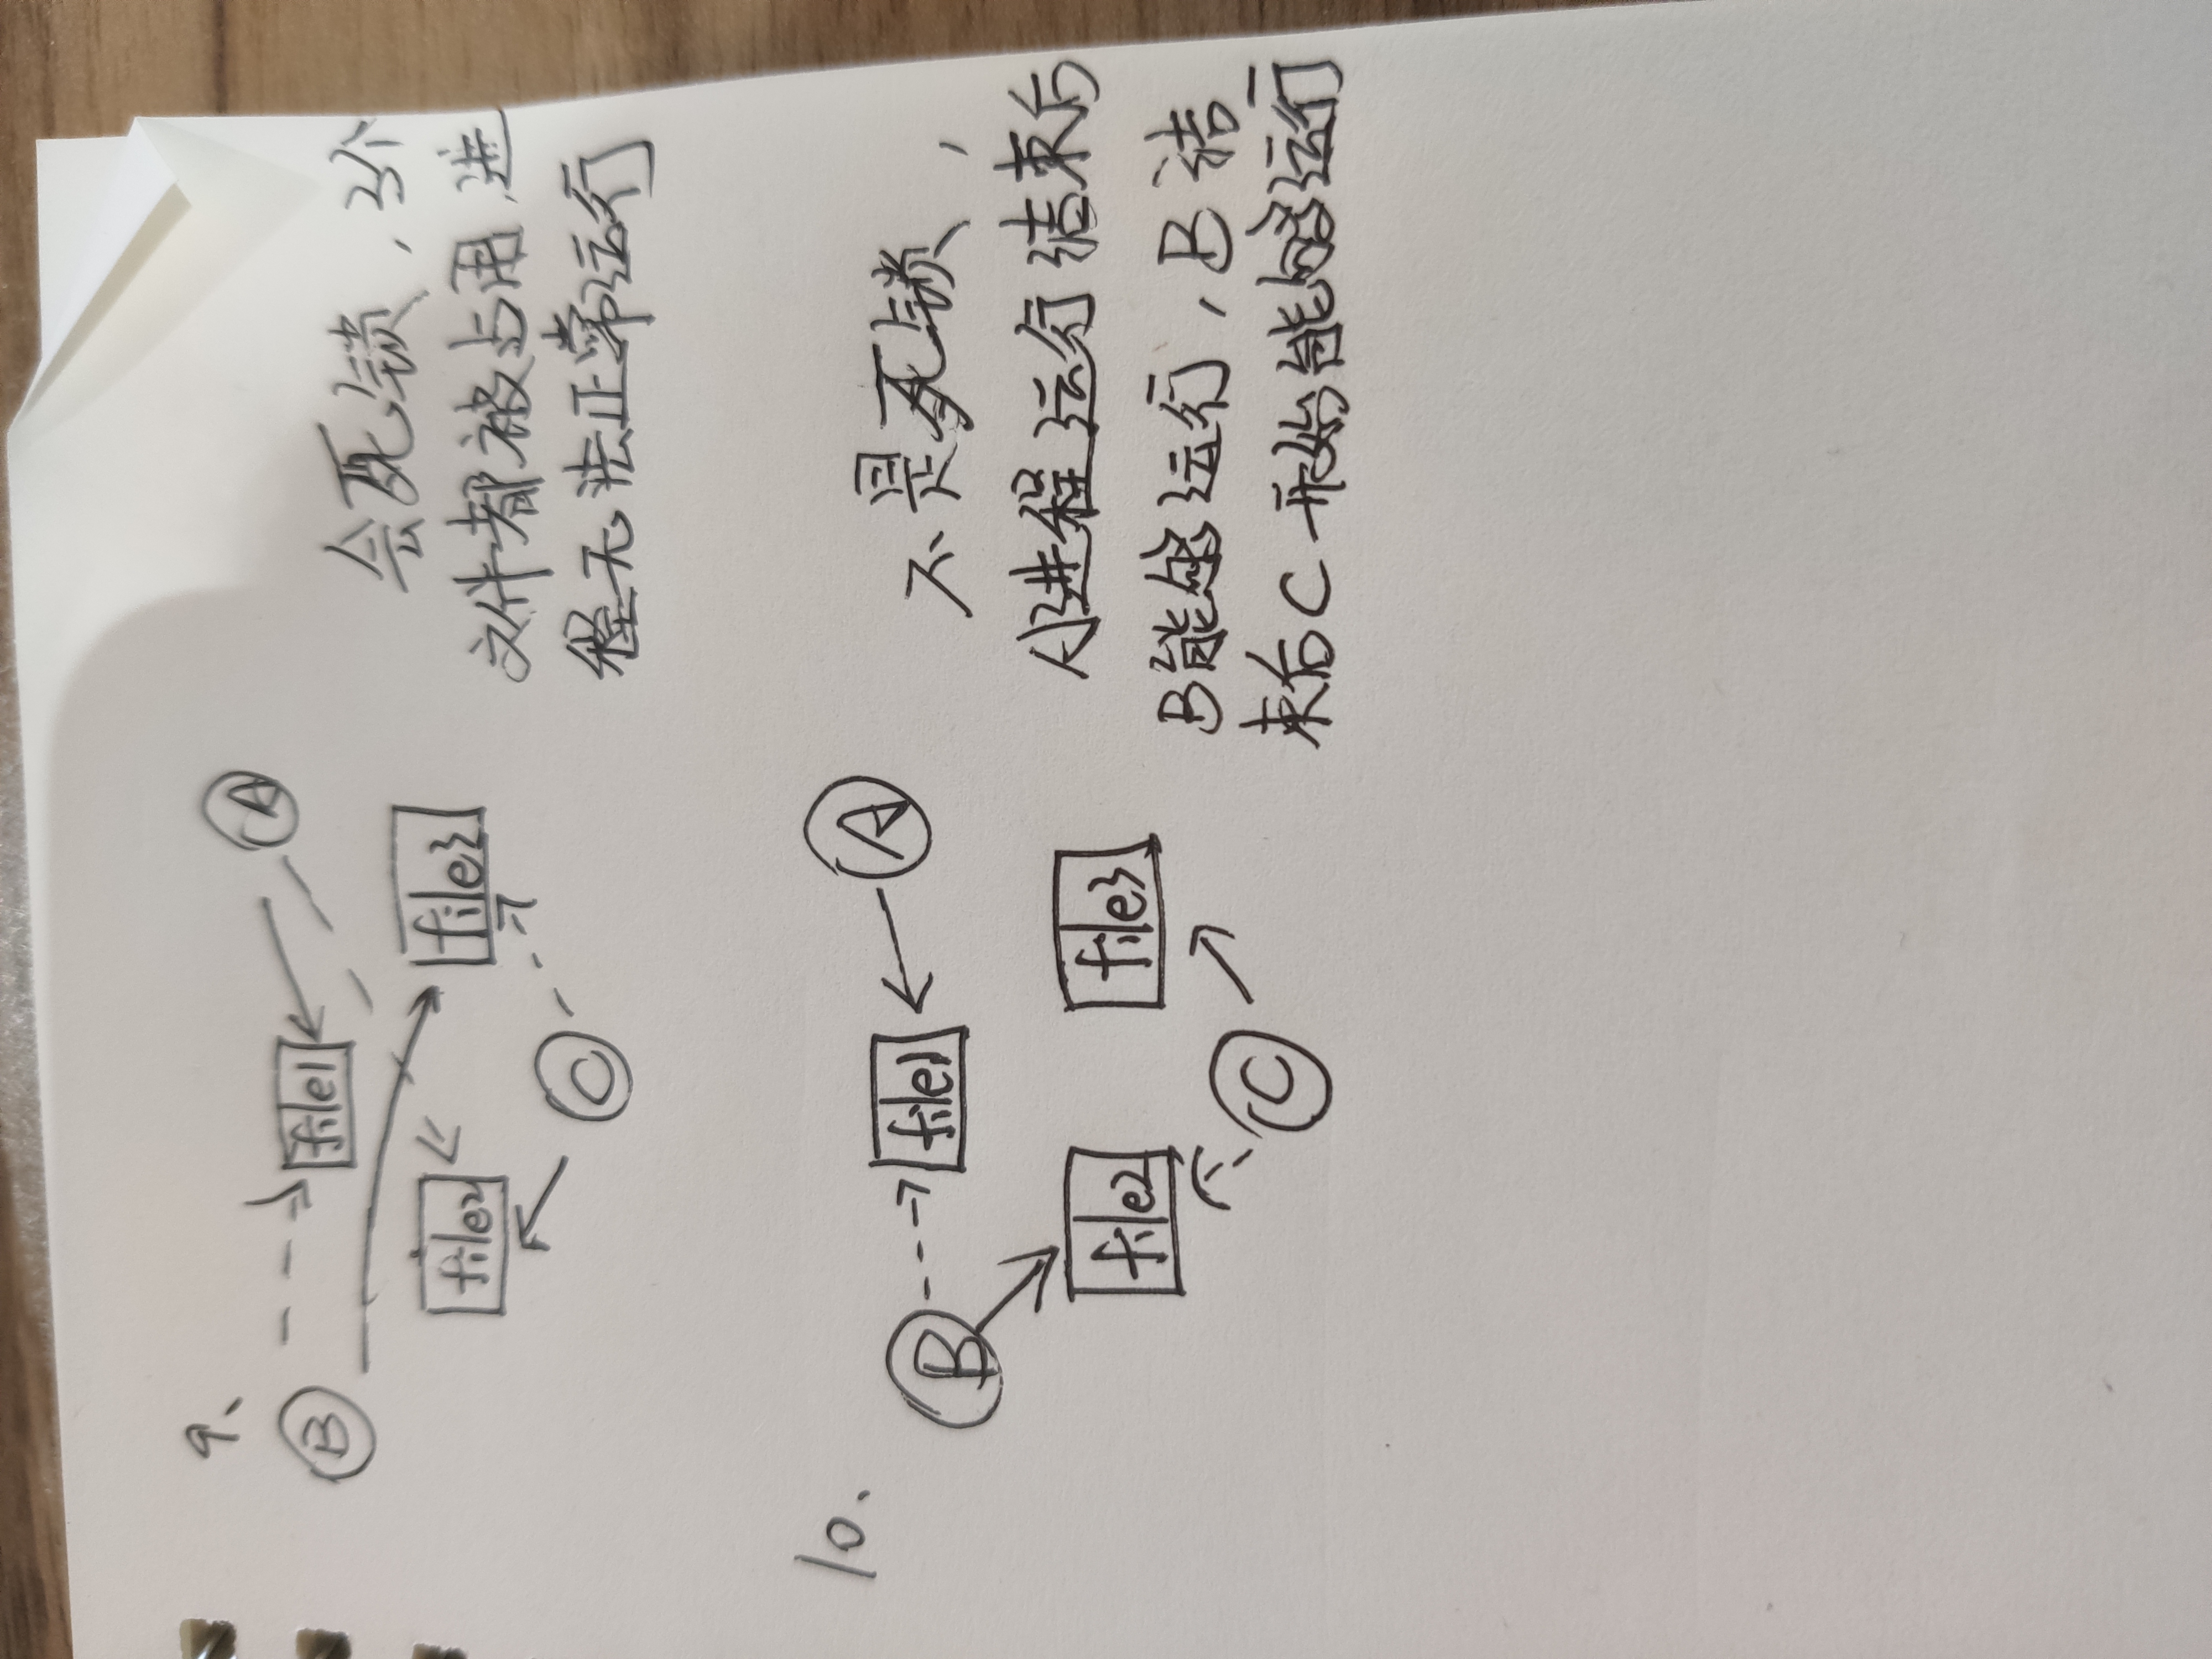 9、
A
B
file1
file2
file3
C
会死锁，3个
文件都被占用，进
程无法正常运行
10、
A
B
file1
file2
file3
C
不是死锁，
A进程运行结束后
B能够运行，B结
束后C开始能够运行